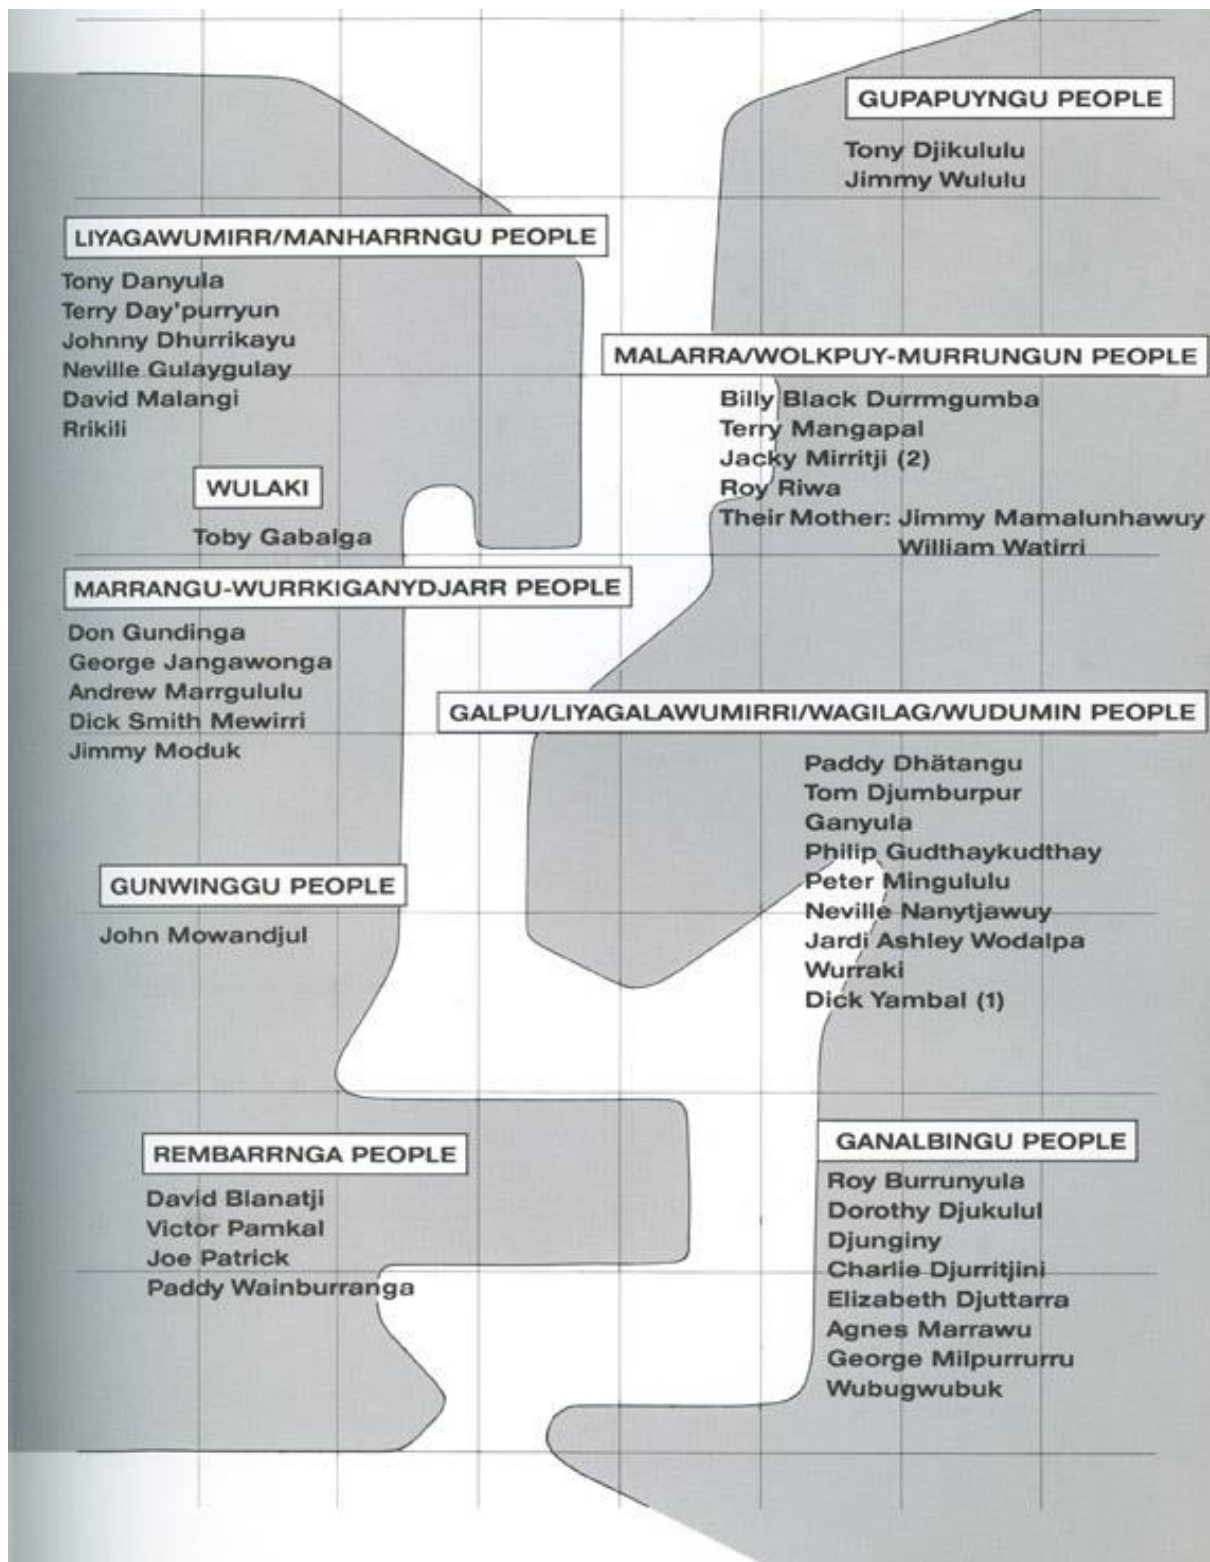 GUPAPUYNGU PEOPLE
Tony Djikululu
Jimmy Wululu
LIYAGAWUMIRR/MANHARRNGU PEOPLE
Tony Danyula
Terry Day'purryun
Johnny Dhurrikayu
Neville Gulaygulay
David Malangi
Rrikili
MALARRA/WOLKPUY-MURRUNGUN PEOPLE
Billy Black Durrmgumba
Terry Mangapal
Jacky Mirritji (2)
Roy Riwa
Their Mother: Jimmy Mamalunhawuy
William Watirri
WULAKI
Toby Gabalga
MARRANGU-WURRKIGANYDJARR PEOPLE
Don Gundinga
George Jangawonga
Andrew Marrgululu
Dick Smith Mewirri
Jimmy Moduk
GALPU/LIYAGALAWUMIRRI/WAGILAG/WUDUMIN PEOPLE
Paddy Dhätangu
Tom Djumburpur
Ganyula
Philip Gudthaykudthay
Peter Mingululu
Neville Nanytjawuy
Jardi Ashley Wodalpa
Wurraki
Dick Yambal (1)
GUNWINGGU PEOPLE
John Mowandjul
REMBARRNGA PEOPLE
David Blanatji
Victor Pamkal
Joe Patrick
Paddy Wainburranga
GANALBINGU PEOPLE
Roy Burrunyula
Dorothy Djukulul
Djunginy
Charlie Djurritjini
Elizabeth Djuttarra
Agnes Marrawu
George Milpurrurru
Wubugwubuk